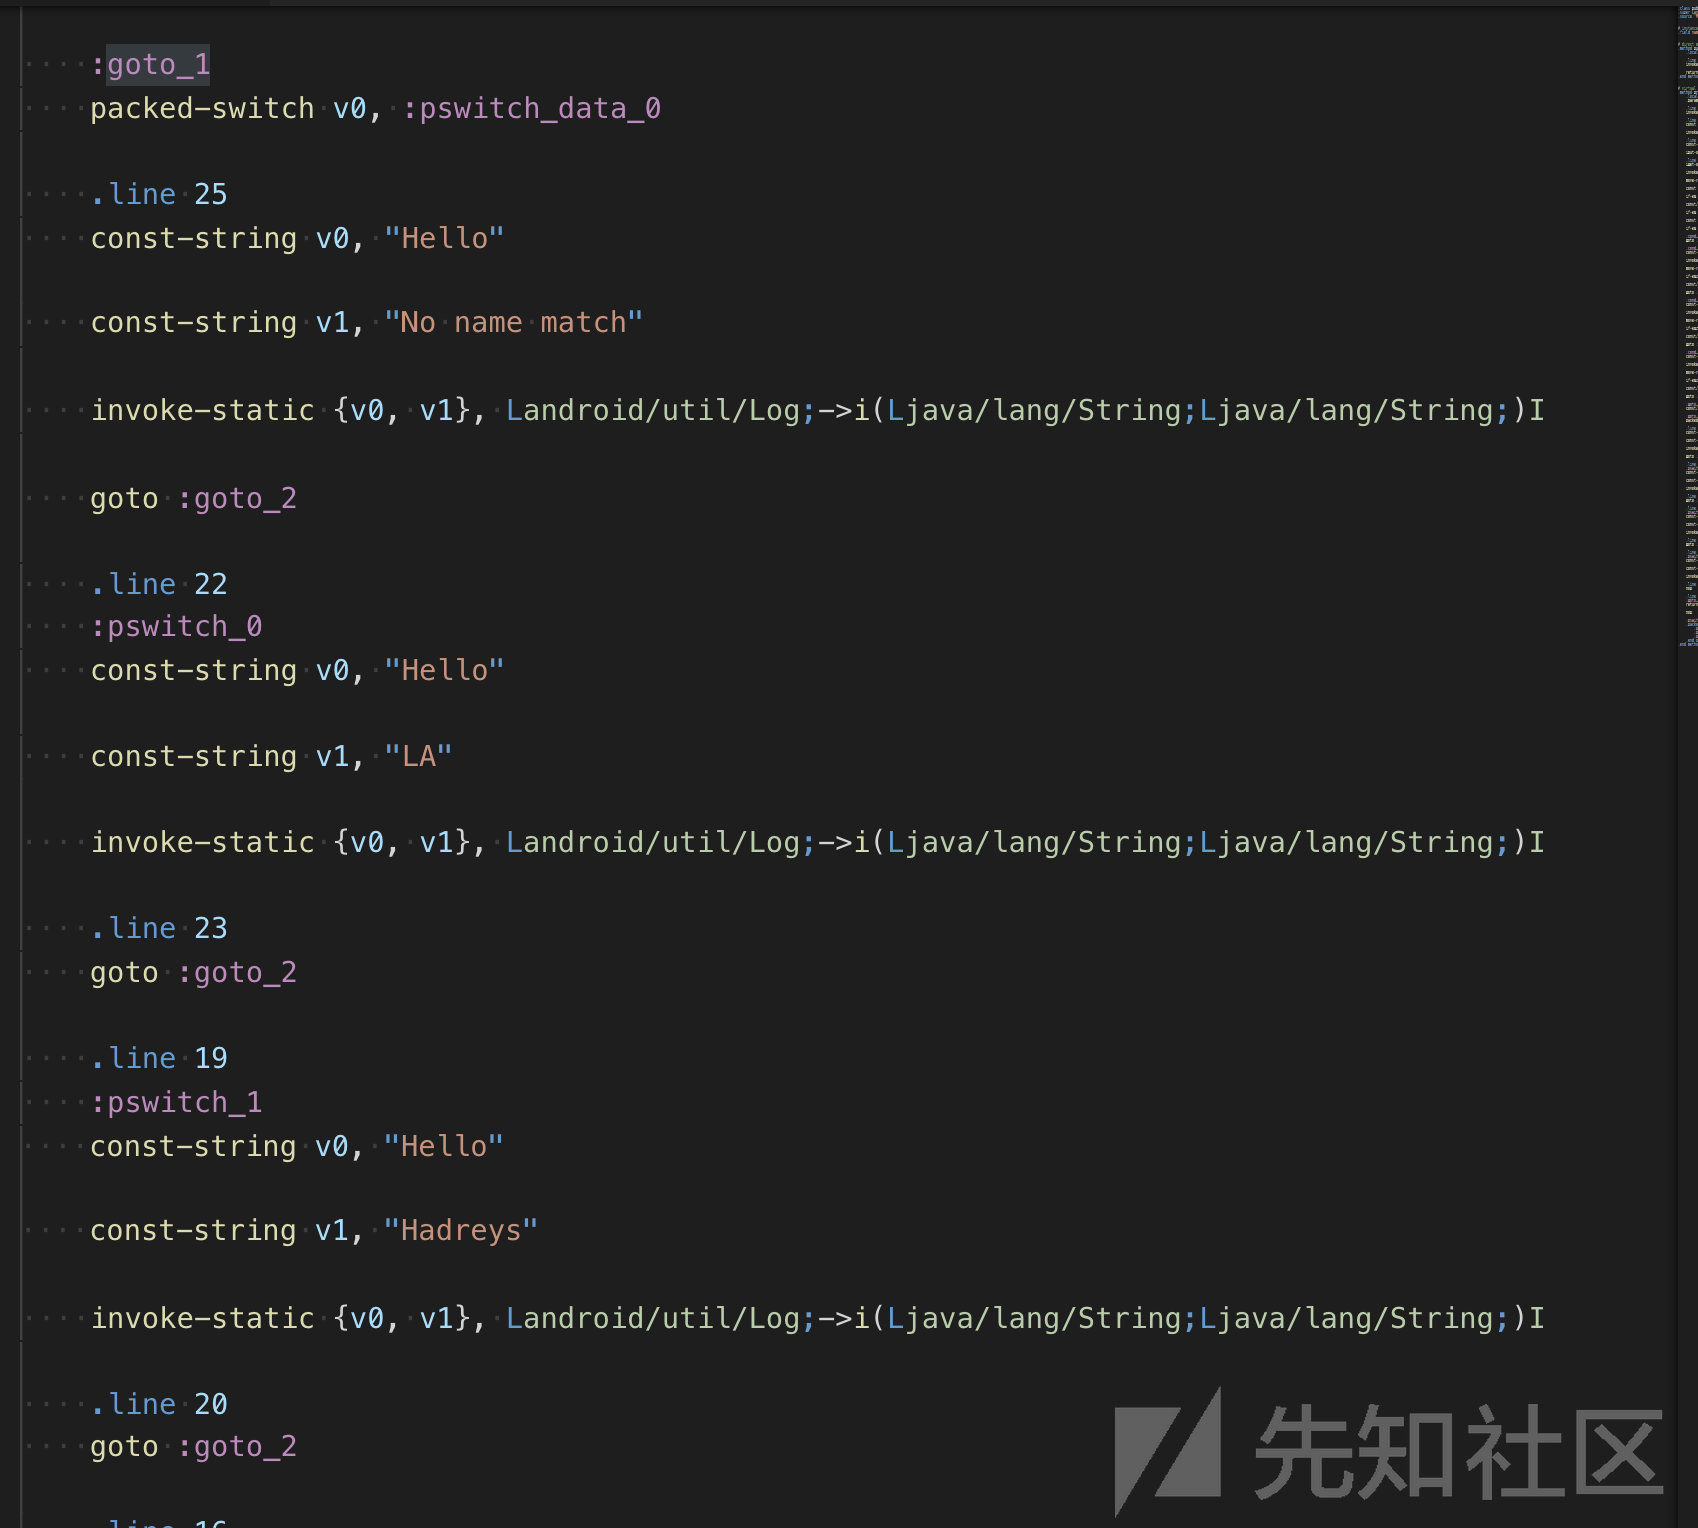 :goto_1
packed-switch v0, :pswitch_data_0
.line 25
const-string v0, "Hello"
const-string v1, "No name match"
invoke-static {v0, v1}, Landroid/util/Log;->i(Ljava/lang/String;Ljava/lang/String;)I
goto :goto_2
.line 22
:pswitch_0
const-string v0, "Hello"
const-string v1, "LA"
invoke-static {v0, v1}, Landroid/util/Log;->i(Ljava/lang/String;Ljava/lang/String;)I
.line 23
goto :goto_2
.line 19
:pswitch_1
const-string v0, "Hello"
const-string v1, "Hadreys"
invoke-static {v0, v1}, Landroid/util/Log;->i(Ljava/lang/String;Ljava/lang/String;)I
.line 20
goto :goto_2
.line 16
先知社区